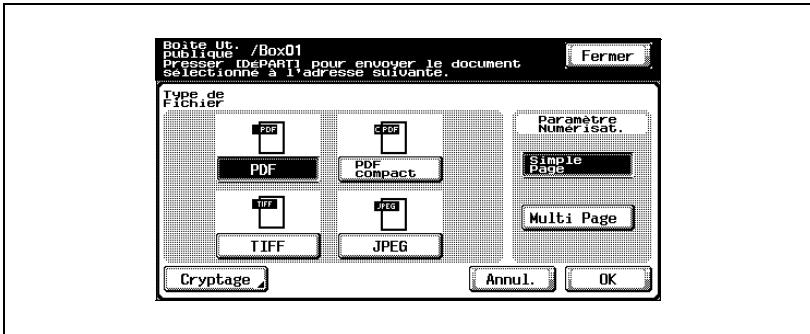 Boîte Ut.
publique /Box01
Presser [DéPART] pour envoyer le document
sélectionné à l'adresse suivante.
Fermer
Type de
Fichier
PDF
C PDF
PDF
PDF
compact
TIFF
JPEG
TIFF
JPEG
Paramètre
Numérisat.
Simple
Page
Multi Page
Cryptage
Annul.
OK